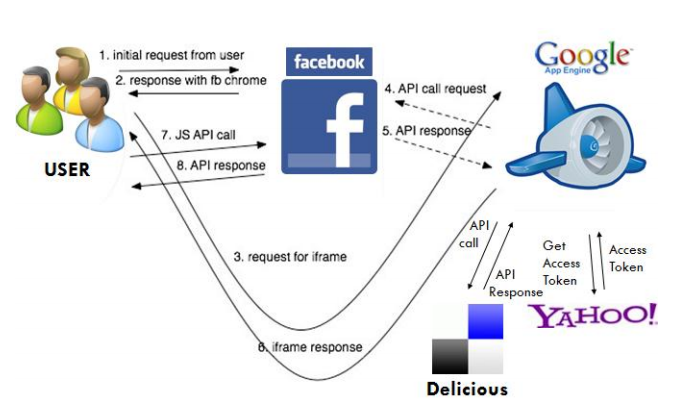 1. initial request from user
2. response with fb chrome
facebook
f
Google
App Engine
4. API call request
5. API response
7. JS API call
8. API response
USER
3. request for iframe
6. iframe response
API
call
API
Response
Get
Access
Token
Access
Token
YAHOO!
Delicious